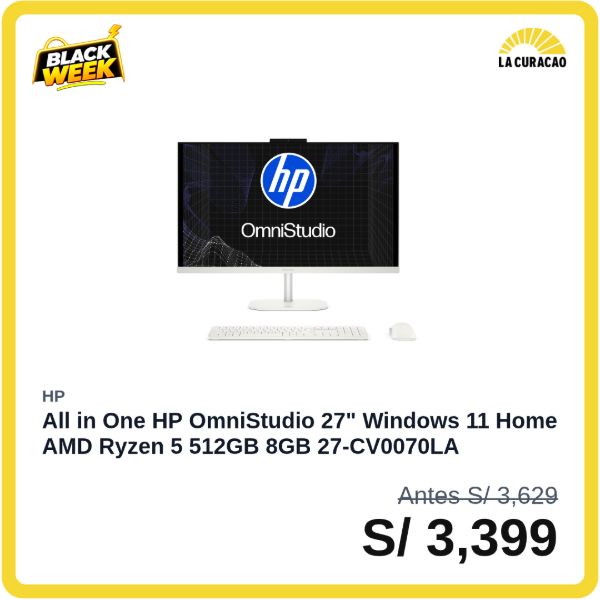 BLACK
WEEK
LA CURACAO
hp
OmniStudio
HP
All in One HP OmniStudio 27" Windows 11 Home
AMD Ryzen 5 512GB 8GB 27-CV0070LA
Antes S/ 3,629
S/ 3,399